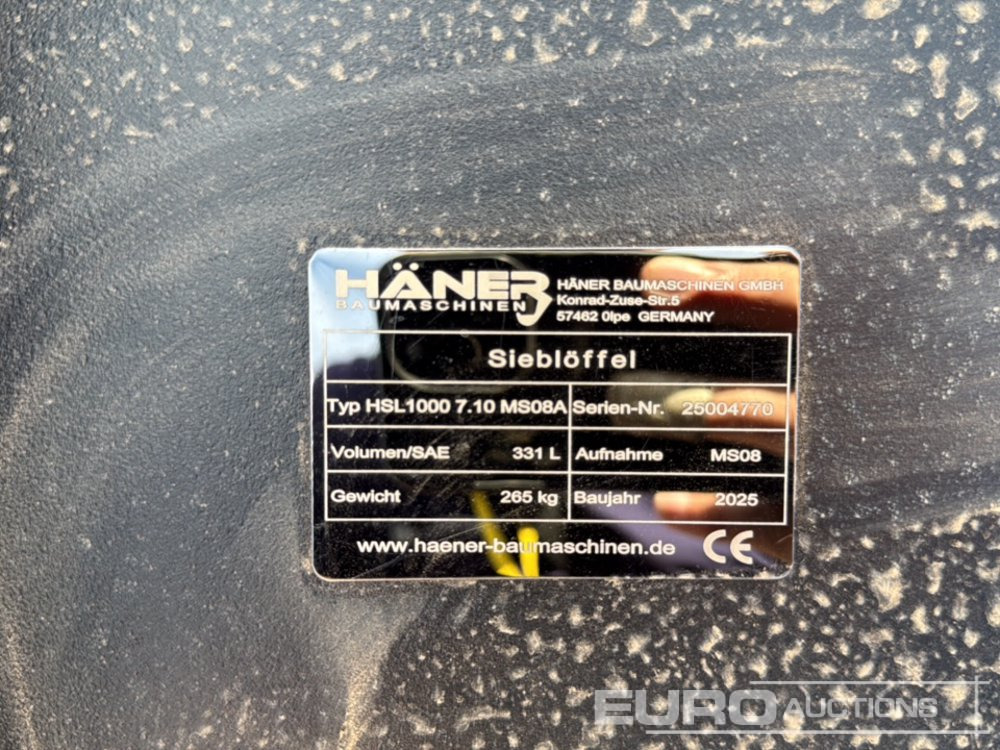 HÄNER
BAUMASCHINEN
HÄNER BAUMASCHINEN GMBH
Konrad-Zuse-Str.5
57462 Olpe GERMANY
Sieblöffel
Typ HSL1000 7.10 MS08A Serien-Nr. 25004770
Volumen/SAE 331 L Aufnahme MS08
Gewicht 265 kg Baujahr 2025
www.haener-baumaschinen.de CE
EURO AUCTIONS